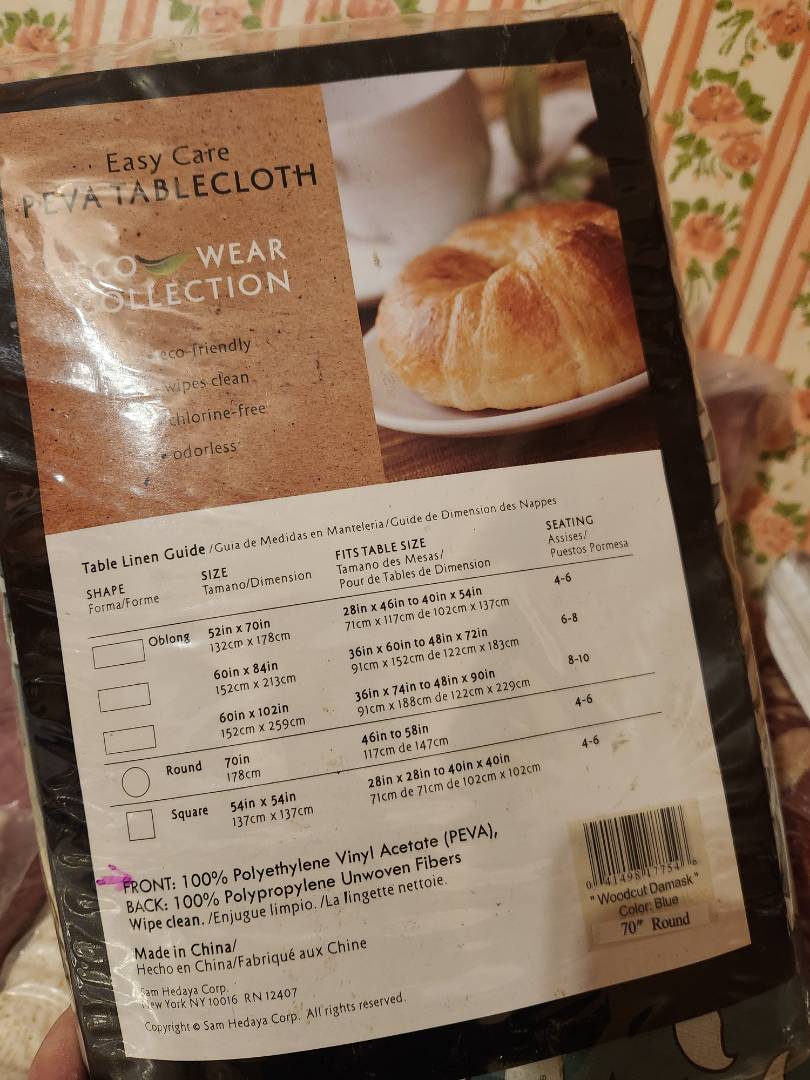 Easy Care
PEVA TABLECLOTH
ECO WEAR
COLLECTION
eco-friendly
wipes clean
chlorine-free
odorless
Table Linen Guide /Guia de Medidas en Manteleria/Guide de Dimension des Nappes
SHAPE
Forma/Forme
SIZE
Tamano/Dimension
FITS TABLE SIZE
Tamano des Mesas/
Pour de Tables de Dimension
SEATING
Assises/
Puestos Pormesa
Oblong
52in x 70in
132cm x 178cm
28in x 46in to 40in x 54in
71cm x 117cm de 102cm x 137cm
4-6
60in x 84in
152cm x 213cm
36in x 60in to 48in x 72in
91cm x 152cm de 122cm x 183cm
6-8
60in x 102in
152cm x 259cm
36in x 74in to 48in x 90in
91cm x 188cm de 122cm x 229cm
8-10
Round
70in
178cm
46in to 58in
117cm de 147cm
4-6
Square
54in x 54in
137cm x 137cm
28in x 28in to 40in x 40in
71cm de 71cm de 102cm x 102cm
4-6
FRONT: 100% Polyethylene Vinyl Acetate (PEVA),
BACK: 100% Polypropylene Unwoven Fibers
Wipe clean. /Enjugue limpio. /La lingette nettoie.
Made in China/
Hecho en China/Fabriqué aux Chine
Sam Hedaya Corp.
New York NY 10016 RN 12407
Copyright © Sam Hedaya Corp. All rights reserved.
0 41498 17754 6
"Woodcut Damask"
Color: Blue
70" Round